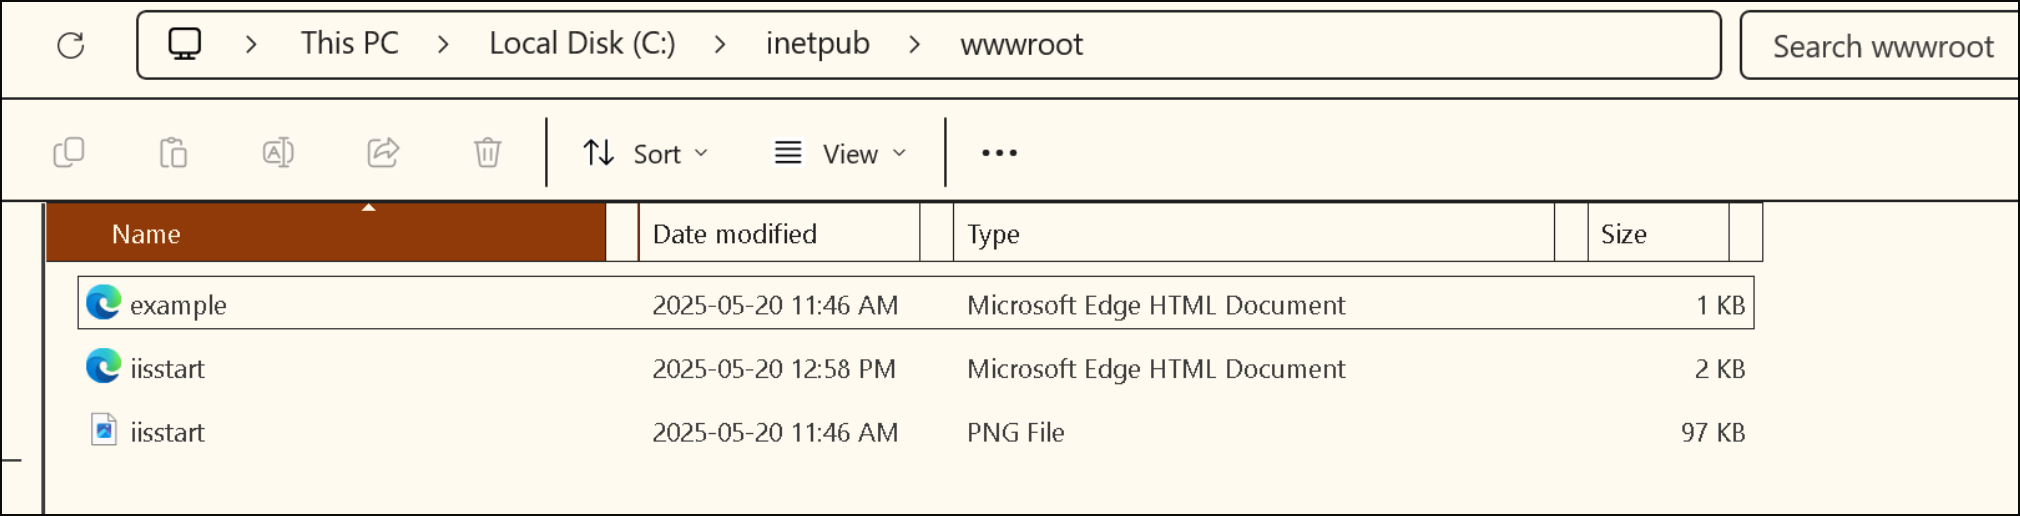 This PC > Local Disk (C:) > inetpub > wwwroot Search wwwroot
Sort View
Name Date modified Type Size
example 2025-05-20 11:46 AM Microsoft Edge HTML Document 1 KB
iisstart 2025-05-20 12:58 PM Microsoft Edge HTML Document 2 KB
iisstart 2025-05-20 11:46 AM PNG File 97 KB